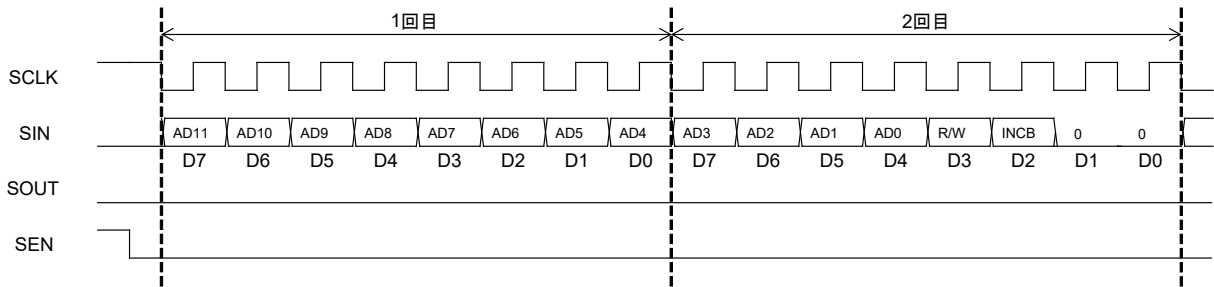 1回目 2回目
SCLK
SIN AD11 AD10 AD9 AD8 AD7 AD6 AD5 AD4 AD3 AD2 AD1 AD0 R/W INCB 0 0
D7 D6 D5 D4 D3 D2 D1 D0 D7 D6 D5 D4 D3 D2 D1 D0
SOUT
SEN